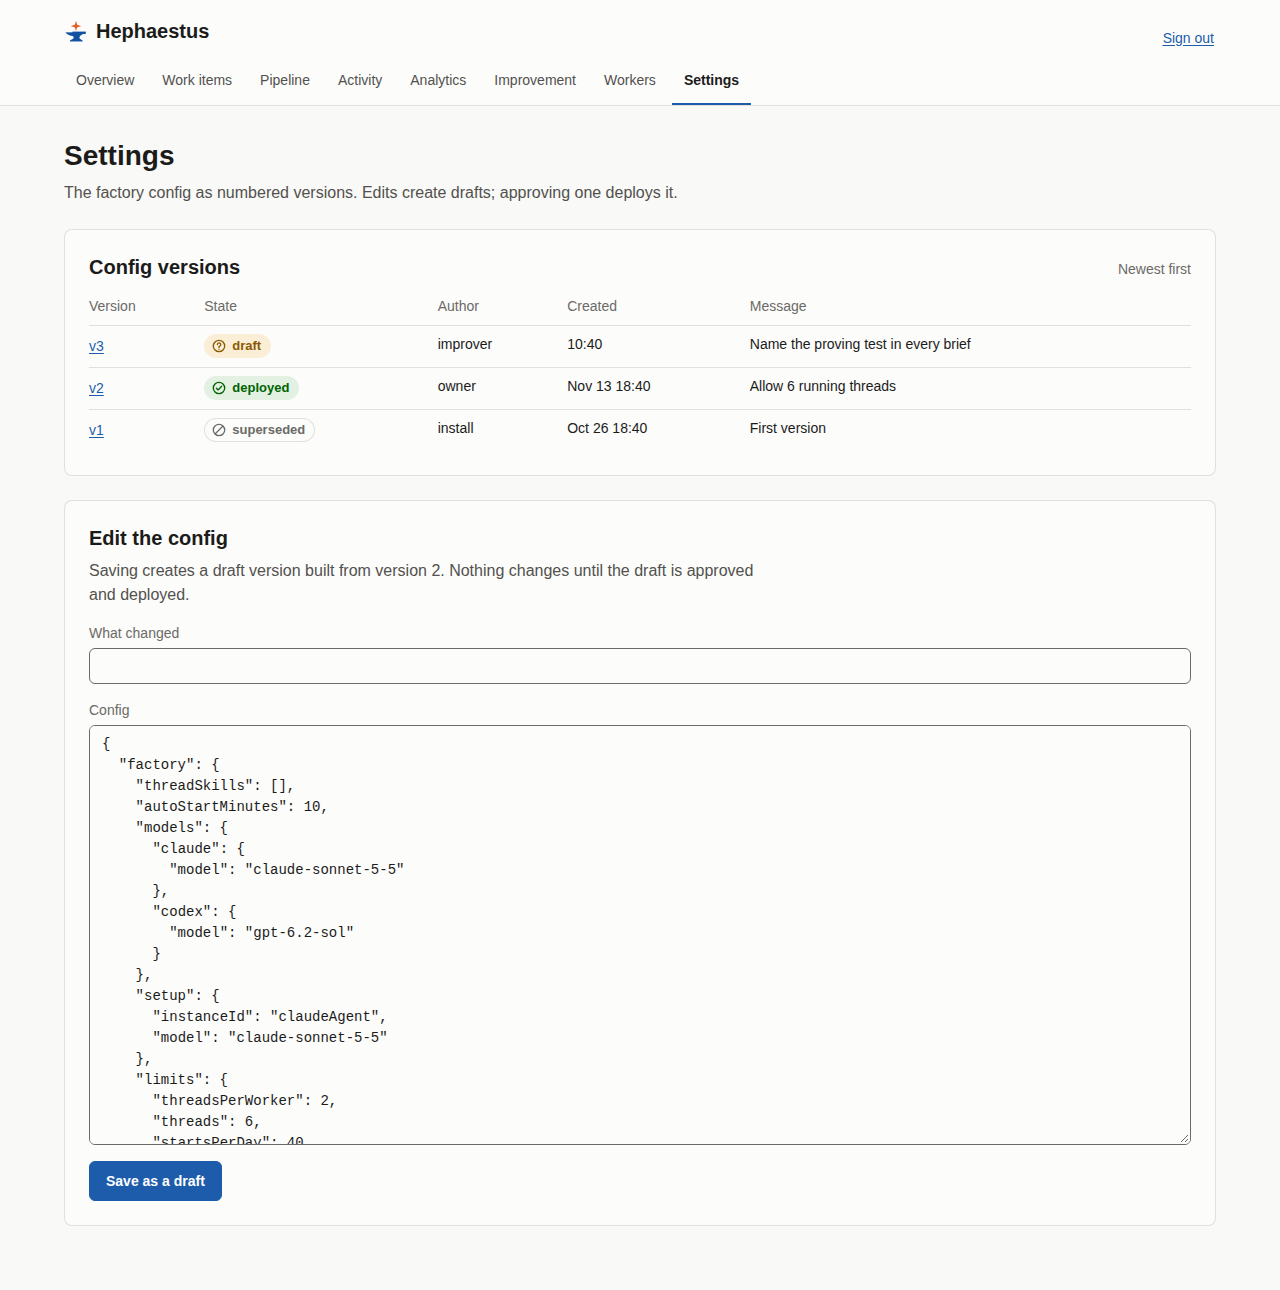 Hephaestus
Sign out
Overview Work items Pipeline Activity Analytics Improvement Workers Settings
Settings
The factory config as numbered versions. Edits create drafts; approving one deploys it.
Config versions
Newest first
Version State Author Created Message
v3 draft improver 10:40 Name the proving test in every brief
v2 deployed owner Nov 13 18:40 Allow 6 running threads
v1 superseded install Oct 26 18:40 First version
Edit the config
Saving creates a draft version built from version 2. Nothing changes until the draft is approved
and deployed.
What changed
Config
{
  "factory": {
    "threadSkills": [],
    "autoStartMinutes": 10,
    "models": {
      "claude": {
        "model": "claude-sonnet-5-5"
      },
      "codex": {
        "model": "gpt-6.2-sol"
      }
    },
    "setup": {
      "instanceId": "claudeAgent",
      "model": "claude-sonnet-5-5"
    },
    "limits": {
      "threadsPerWorker": 2,
      "threads": 6,
      "startsPerDay": 40
Save as a draft